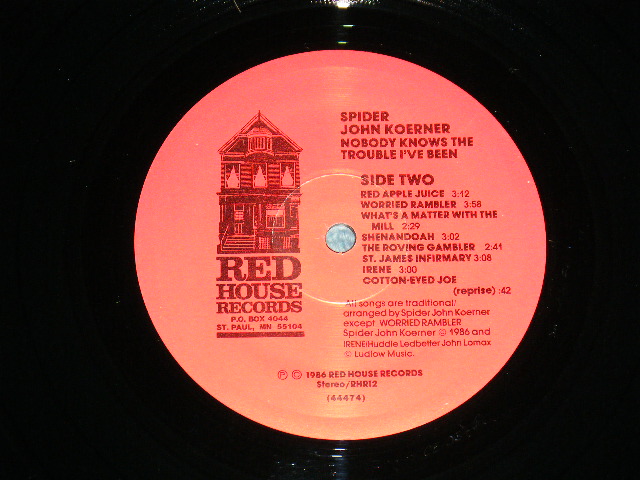 SPIDER
JOHN KOERNER
NOBODY KNOWS THE
TROUBLE I'VE BEEN
SIDE TWO
RED APPLE JUICE 3:12
WORRIED RAMBLER 3:58
WHAT'S A MATTER WITH THE
MILL 2:29
SHENANDOAH 3:02
THE ROVING GAMBLER 2:41
ST. JAMES INFIRMARY 3:08
IRENE 3:00
COTTON-EYED JOE
(reprise) :42
RED
HOUSE
RECORDS
P.O. BOX 4044
ST. PAUL, MN 55104
All songs are traditional/
arranged by Spider John Koerner
except WORRIED RAMBLER
Spider John Koerner © 1986 and
IRENE/Huddie Ledbetter John Lomax
© Ludlow Music.
℗ © 1986 RED HOUSE RECORDS
Stereo/RHR12
(44474)